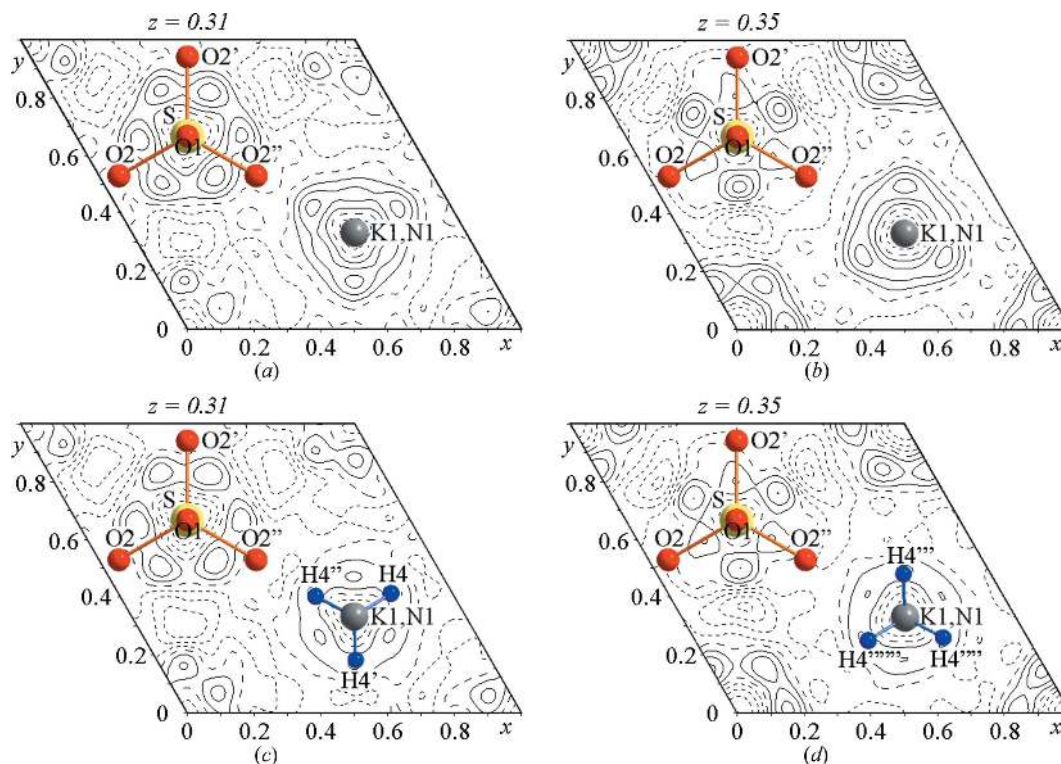 z = 0.31
y
O2’
0.8
S
O1
0.6
O2
O2”
0.4
K1,N1
0.2
0
0 0.2 0.4 0.6 0.8 x
(a)
z = 0.35
y
O2’
0.8
S
O1
0.6
O2
O2”
0.4
K1,N1
0.2
0
0 0.2 0.4 0.6 0.8 x
(b)
z = 0.31
y
O2’
0.8
S
O1
0.6
O2
O2”
H4” H4
0.4
K1,N1
0.2
H4’
0
0 0.2 0.4 0.6 0.8 x
(c)
z = 0.35
y
O2’
0.8
S
O1
0.6
O2
O2”
H4”’
0.4
K1,N1
0.2
H4””’ H4””
0
0 0.2 0.4 0.6 0.8 x
(d)